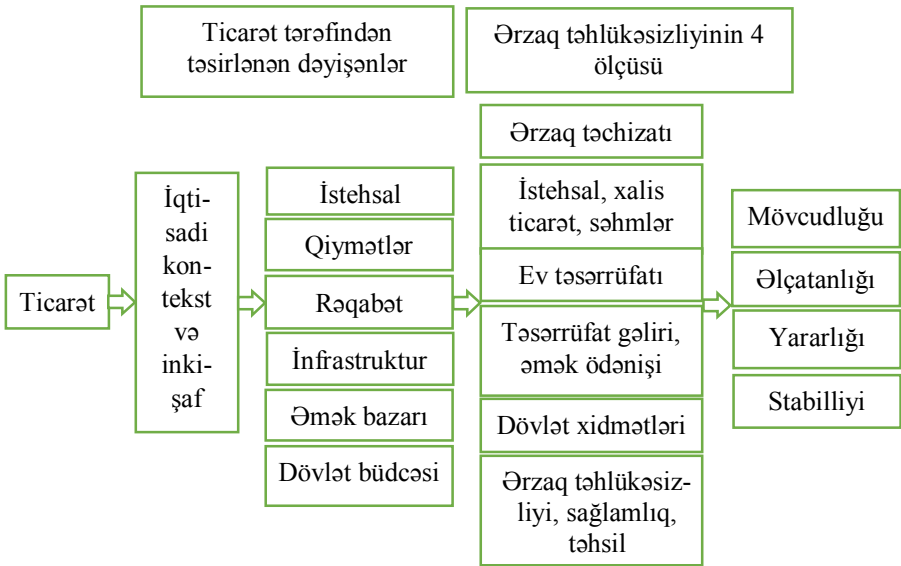 Ticarət tərəfindən
təsirlənən dəyişənlər
Ərzaq təhlükəsizliyinin 4
ölçüsü
Ticarət
İqti-
sadi
kon-
tekst
və
inki-
şaf
İstehsal
Qiymətlər
Rəqabət
İnfrastruktur
Əmək bazarı
Dövlət büdcəsi
Ərzaq təchizatı
İstehsal, xalis
ticarət, səhmlər
Ev təsərrüfatı
Təsərrüfat gəliri,
əmək ödənişi
Dövlət xidmətləri
Ərzaq təhlükəsiz-
liyi, sağlamlıq,
təhsil
Mövcudluğu
Əlçatanlığı
Yararlığı
Stabilliyi